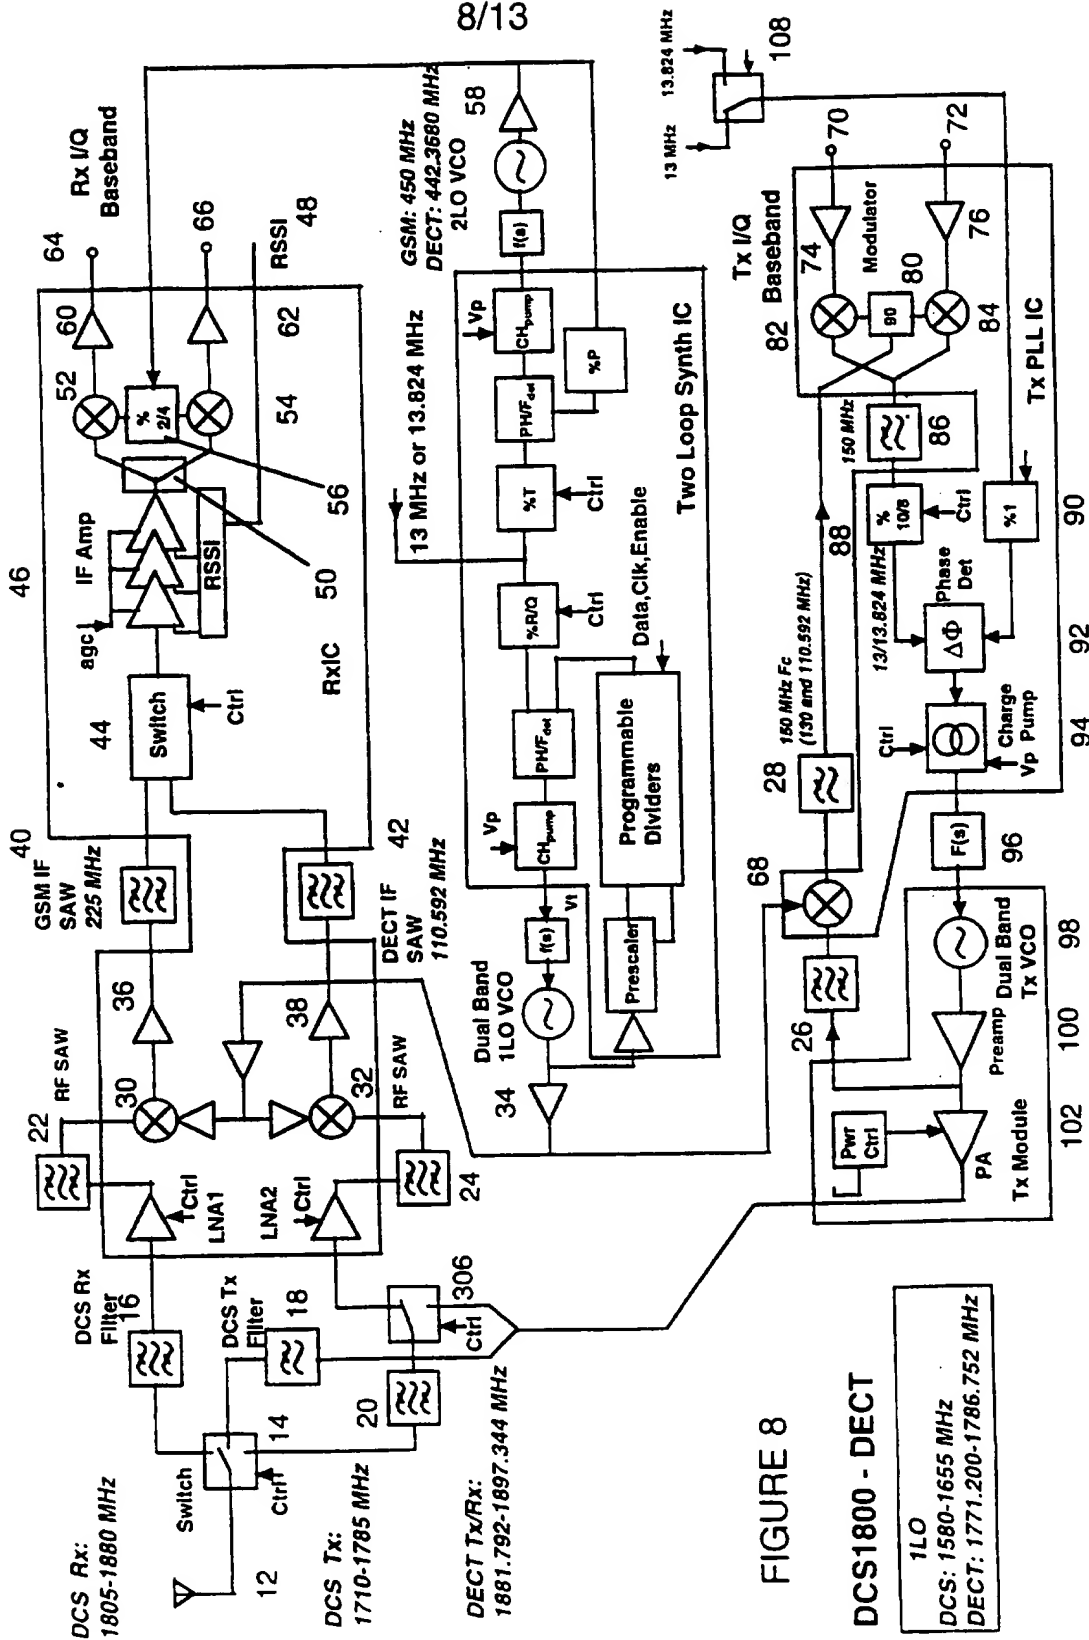 8/13
DCS Rx:
1805-1880 MHz
Switch
12
14
Ctrl
DCS Tx:
1710-1785 MHz
DECT Tx/Rx:
1881.792-1897.344 MHz
DCS Rx
Filter
16
DCS Tx
Filter
18
20
306
Ctrl
22
RF SAW
LNA1
Ctrl
LNA2
Ctrl
24
RF SAW
30
32
36
38
GSM IF
SAW
225 MHz
40
DECT IF
SAW
110.592 MHz
42
44
Switch
Ctrl
46
agc
IF Amp
RSSI
RxIC
50
52
%
2/4
54
56
60
62
64
66
Rx I/Q
Baseband
RSSI
48
34
Dual Band
1LO VCO
f(s)
Vt
Prescaler
Vp
CHpump
PH/Fdet
Programmable
Dividers
Data,Clk,Enable
%R/Q
Ctrl
13 MHz or 13.824 MHz
%T
Ctrl
PH/Fdet
%P
Vp
CHpump
Two Loop Synth IC
f(s)
GSM: 450 MHz
DECT: 442.3680 MHz
2LO VCO
58
13 MHz
13.824 MHz
108
68
28
150 MHz Fc
(130 and 110.592 MHz)
88
150 MHz
86
82
Tx I/Q
Baseband
74
Modulator
70
72
76
80
90
84
Tx PLL IC
26
Pwr
Ctrl
PA
Preamp
Dual Band
Tx VCO
Tx Module
102
100
98
F(s)
96
Ctrl
Vp
Charge
Pump
94
13/13.824 MHz
ΔΦ
Phase
Det
92
%
10/8
Ctrl
%1
90
FIGURE 8
DCS1800 - DECT
1LO
DCS: 1580-1655 MHz
DECT: 1771.200-1786.752 MHz